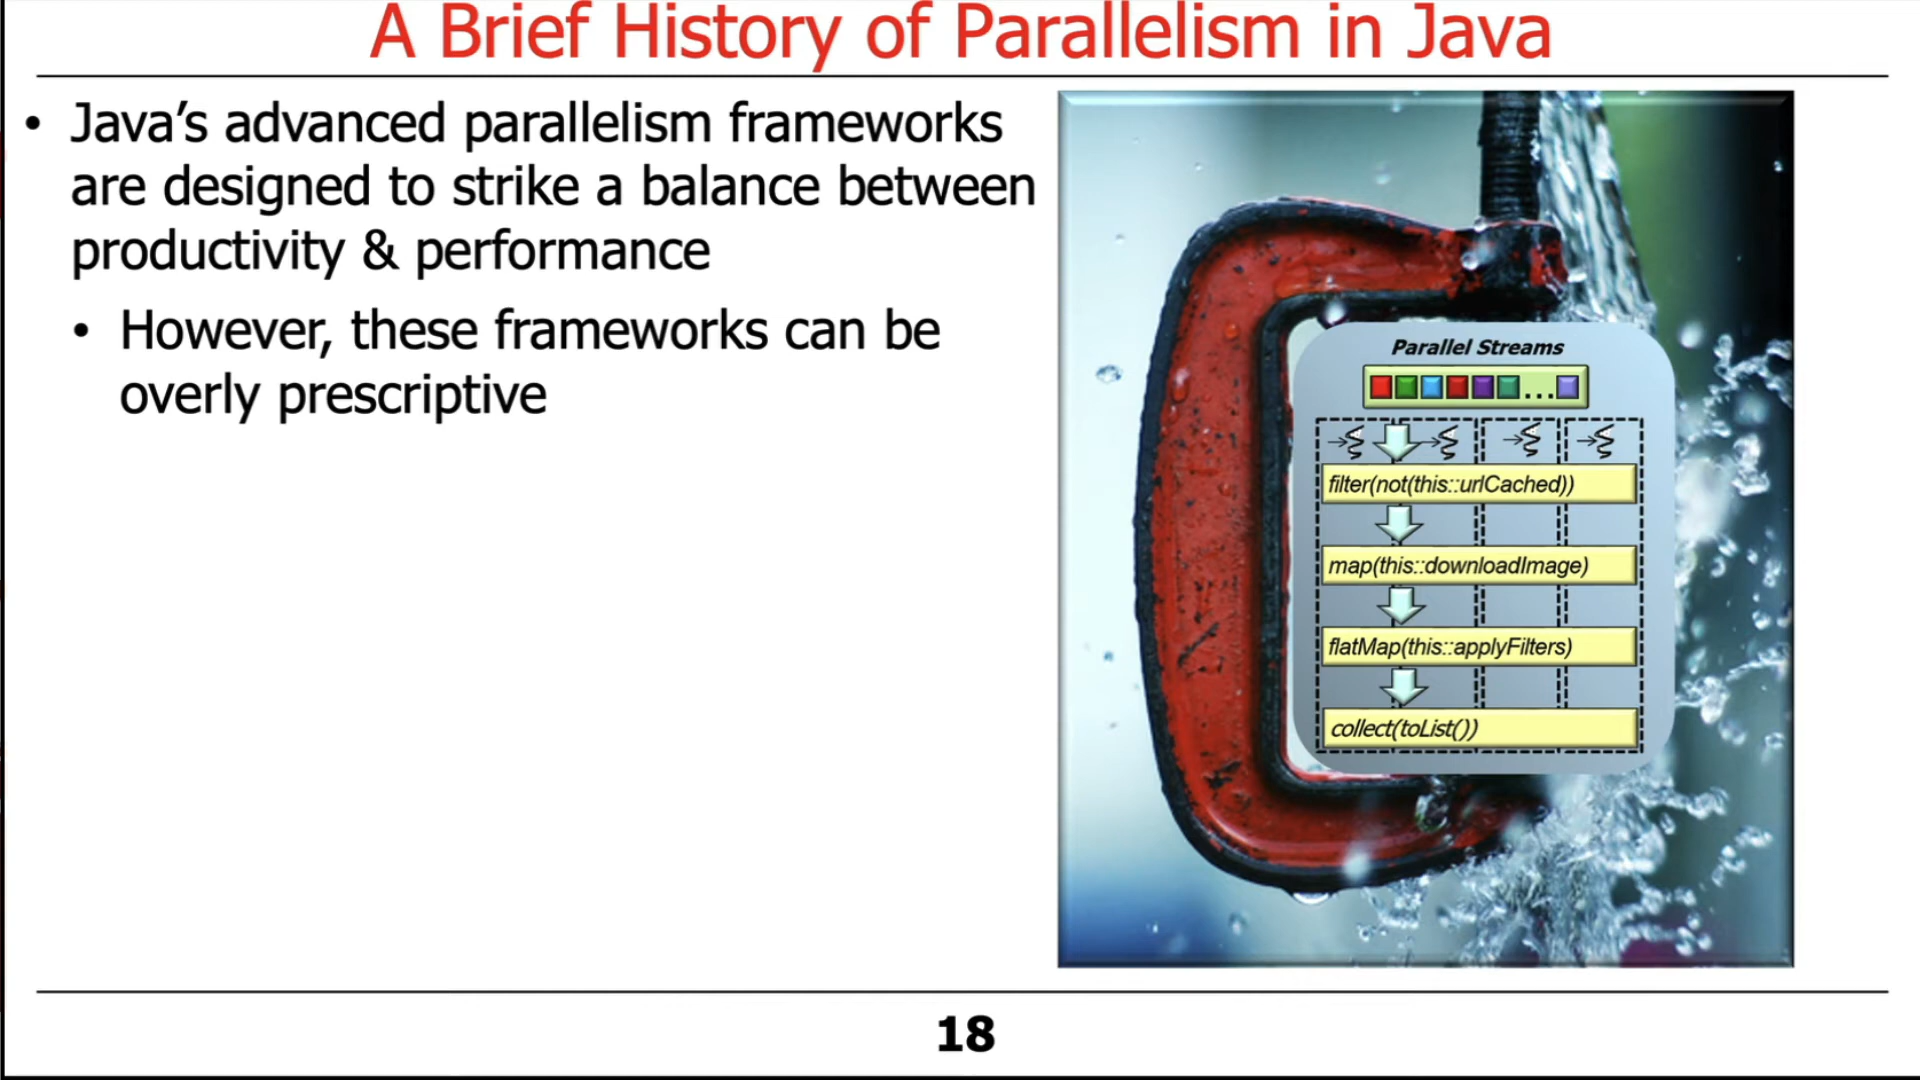 A Brief History of Parallelism in Java
• Java’s advanced parallelism frameworks
are designed to strike a balance between
productivity & performance
• However, these frameworks can be
overly prescriptive
Parallel Streams
...
filter(not(this::urlCached))
map(this::downloadImage)
flatMap(this::applyFilters)
collect(toList())
18